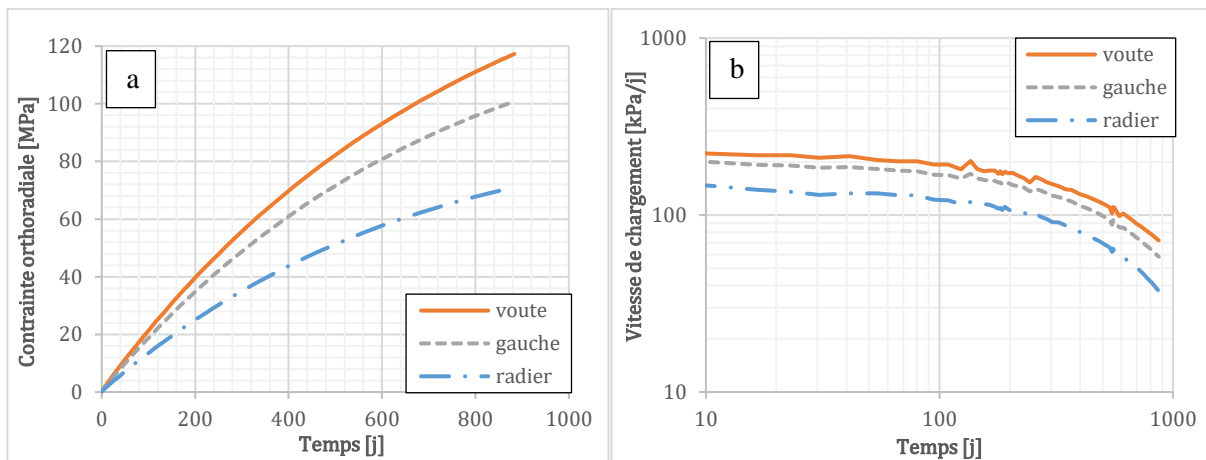 a
Contrainte orthoradiale [MPa]
120
100
80
60
40
20
0
0 200 400 600 800 1000
Temps [j]
voute
gauche
radier
b
Vitesse de chargement [kPa/j]
1000
100
10
10 100 1000
Temps [j]
voute
gauche
radier